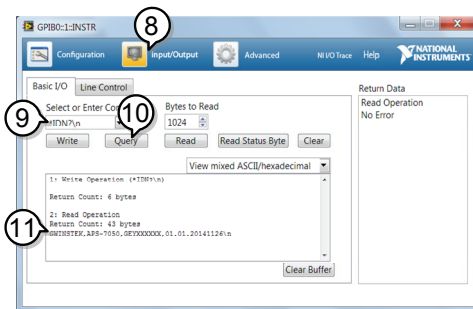 GPIB0::1::INSTR
8
Configuration Input/Output Advanced NI I/O Trace Help NATIONAL INSTRUMENTS
Basic I/O Line Control
Return Data
Select or Enter Co Bytes to Read
Read Operation
No Error
9
10
*IDN?\n 1024
Write Query Read Read Status Byte Clear
View mixed ASCII/hexadecimal
1: Write Operation (*IDN?\n)
Return Count: 6 bytes
2: Read Operation
Return Count: 43 bytes
11
GWINSTEK,APS-7050,GEYXXXXXX,01.01.20141126\n
Clear Buffer